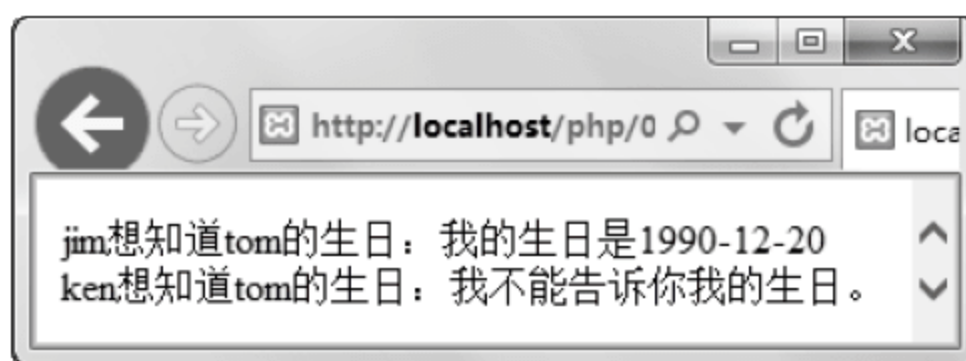 http://localhost/php/0
loca
jim想知道tom的生日：我的生日是1990-12-20
ken想知道tom的生日：我不能告诉你我的生日。